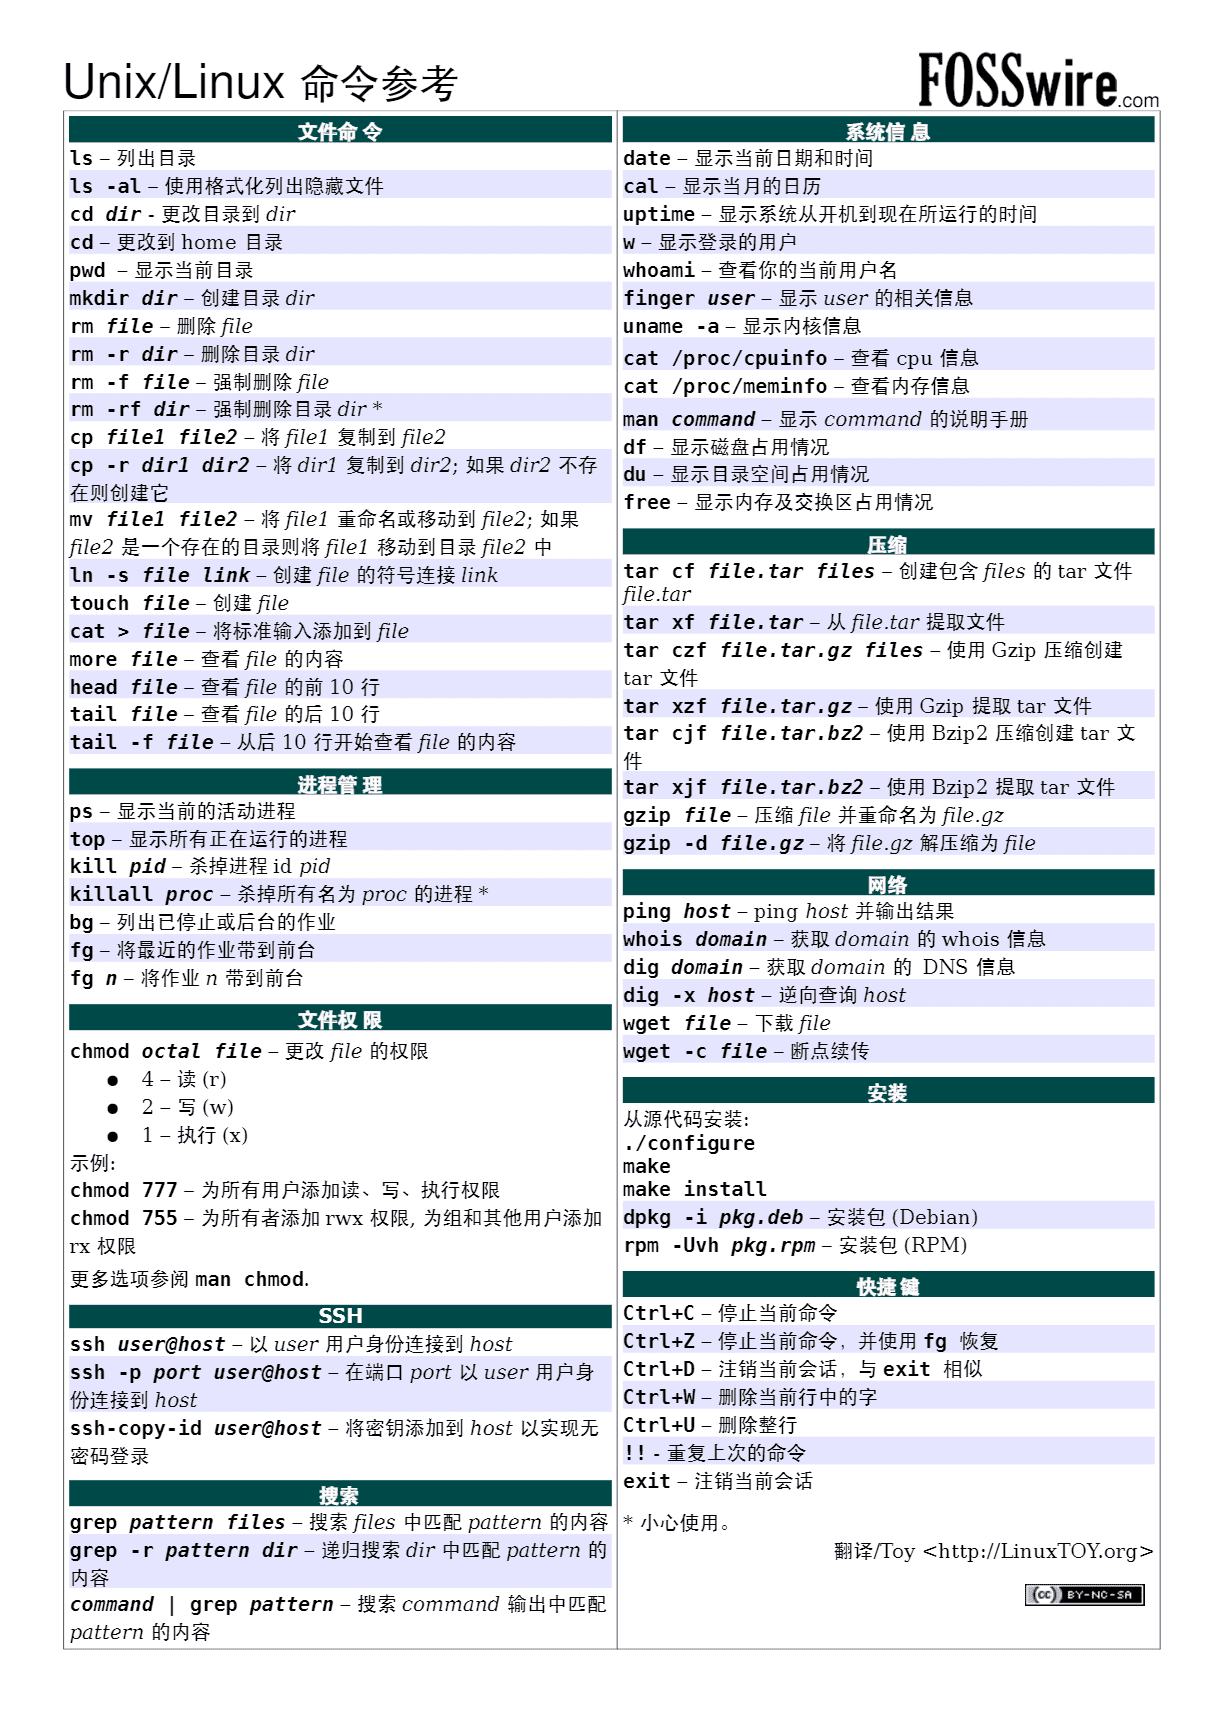 Unix/Linux 命令参考
FOSSwire.com
文件命令
ls – 列出目录
ls -al – 使用格式化列出隐藏文件
cd dir - 更改目录到 dir
cd – 更改到 home 目录
pwd – 显示当前目录
mkdir dir – 创建目录 dir
rm file – 删除 file
rm -r dir – 删除目录 dir
rm -f file – 强制删除 file
rm -rf dir – 强制删除目录 dir *
cp file1 file2 – 将 file1 复制到 file2
cp -r dir1 dir2 – 将 dir1 复制到 dir2; 如果 dir2 不存
在则创建它
mv file1 file2 – 将 file1 重命名或移动到 file2; 如果
file2 是一个存在的目录则将 file1 移动到目录 file2 中
ln -s file link – 创建 file 的符号连接 link
touch file – 创建 file
cat > file – 将标准输入添加到 file
more file – 查看 file 的内容
head file – 查看 file 的前 10 行
tail file – 查看 file 的后 10 行
tail -f file – 从后 10 行开始查看 file 的内容
进程管理
ps – 显示当前的活动进程
top – 显示所有正在运行的进程
kill pid – 杀掉进程 id pid
killall proc – 杀掉所有名为 proc 的进程 *
bg – 列出已停止或后台的作业
fg – 将最近的作业带到前台
fg n – 将作业 n 带到前台
文件权限
chmod octal file – 更改 file 的权限
● 4 – 读 (r)
● 2 – 写 (w)
● 1 – 执行 (x)
示例:
chmod 777 – 为所有用户添加读、写、执行权限
chmod 755 – 为所有者添加 rwx 权限, 为组和其他用户添加
rx 权限
更多选项参阅 man chmod.
SSH
ssh user@host – 以 user 用户身份连接到 host
ssh -p port user@host – 在端口 port 以 user 用户身
份连接到 host
ssh-copy-id user@host – 将密钥添加到 host 以实现无
密码登录
搜索
grep pattern files – 搜索 files 中匹配 pattern 的内容
grep -r pattern dir – 递归搜索 dir 中匹配 pattern 的
内容
command | grep pattern – 搜索 command 输出中匹配
pattern 的内容
系统信息
date – 显示当前日期和时间
cal – 显示当月的日历
uptime – 显示系统从开机到现在所运行的时间
w – 显示登录的用户
whoami – 查看你的当前用户名
finger user – 显示 user 的相关信息
uname -a – 显示内核信息
cat /proc/cpuinfo – 查看 cpu 信息
cat /proc/meminfo – 查看内存信息
man command – 显示 command 的说明手册
df – 显示磁盘占用情况
du – 显示目录空间占用情况
free – 显示内存及交换区占用情况
压缩
tar cf file.tar files – 创建包含 files 的 tar 文件
file.tar
tar xf file.tar – 从 file.tar 提取文件
tar czf file.tar.gz files – 使用 Gzip 压缩创建
tar 文件
tar xzf file.tar.gz – 使用 Gzip 提取 tar 文件
tar cjf file.tar.bz2 – 使用 Bzip2 压缩创建 tar 文
件
tar xjf file.tar.bz2 – 使用 Bzip2 提取 tar 文件
gzip file – 压缩 file 并重命名为 file.gz
gzip -d file.gz – 将 file.gz 解压缩为 file
网络
ping host – ping host 并输出结果
whois domain – 获取 domain 的 whois 信息
dig domain – 获取 domain 的 DNS 信息
dig -x host – 逆向查询 host
wget file – 下载 file
wget -c file – 断点续传
安装
从源代码安装:
./configure
make
make install
dpkg -i pkg.deb – 安装包 (Debian)
rpm -Uvh pkg.rpm – 安装包 (RPM)
快捷键
Ctrl+C – 停止当前命令
Ctrl+Z – 停止当前命令，并使用 fg 恢复
Ctrl+D – 注销当前会话，与 exit 相似
Ctrl+W – 删除当前行中的字
Ctrl+U – 删除整行
!! - 重复上次的命令
exit – 注销当前会话
* 小心使用。
翻译/Toy <http://LinuxTOY.org>
(cc) BY-NC-SA